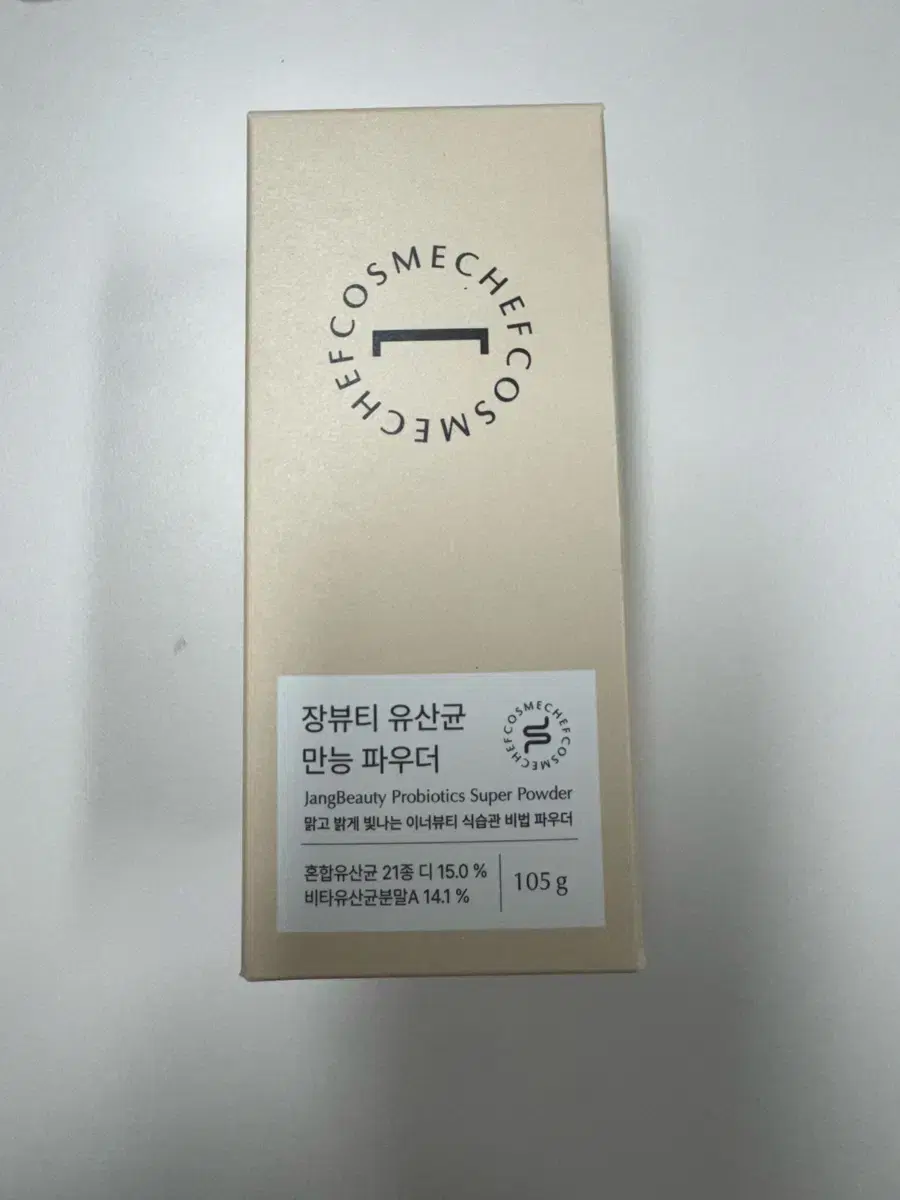 COSMECHEFCOSMECHEF
장뷰티 유산균
만능 파우더
COSMECHEFCOSMECHEF
JangBeauty Probiotics Super Powder
맑고 밝게 빛나는 이너뷰티 식습관 비법 파우더
혼합유산균 21종 디 15.0 %
비타유산균분말A 14.1 %
105 g